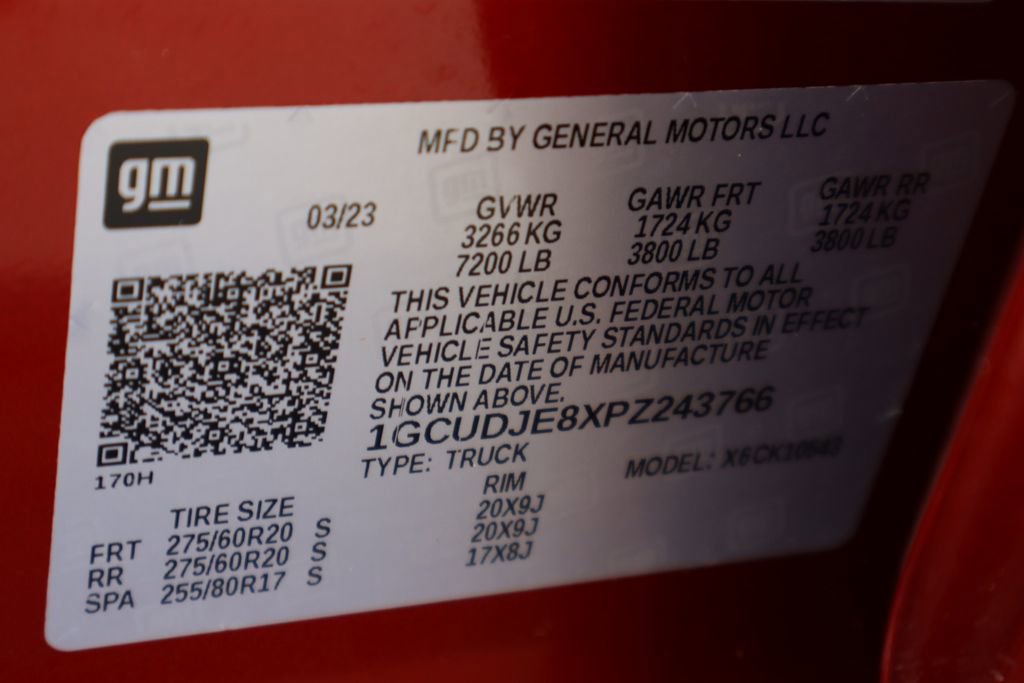 gm
MFD BY GENERAL MOTORS LLC
03/23
GVWR GAWR FRT GAWR RR
3266 KG 1724 KG 1724 KG
7200 LB 3800 LB 3800 LB
THIS VEHICLE CONFORMS TO ALL
APPLICABLE U.S. FEDERAL MOTOR
VEHICLE SAFETY STANDARDS IN EFFECT
ON THE DATE OF MANUFACTURE
SHOWN ABOVE.
1GCUDJE8XPZ243766
TYPE: TRUCK MODEL:
170H
TIRE SIZE RIM
FRT 275/60R20 S 20X9J
RR 275/60R20 S 20X9J
SPA 255/80R17 S 17X8J